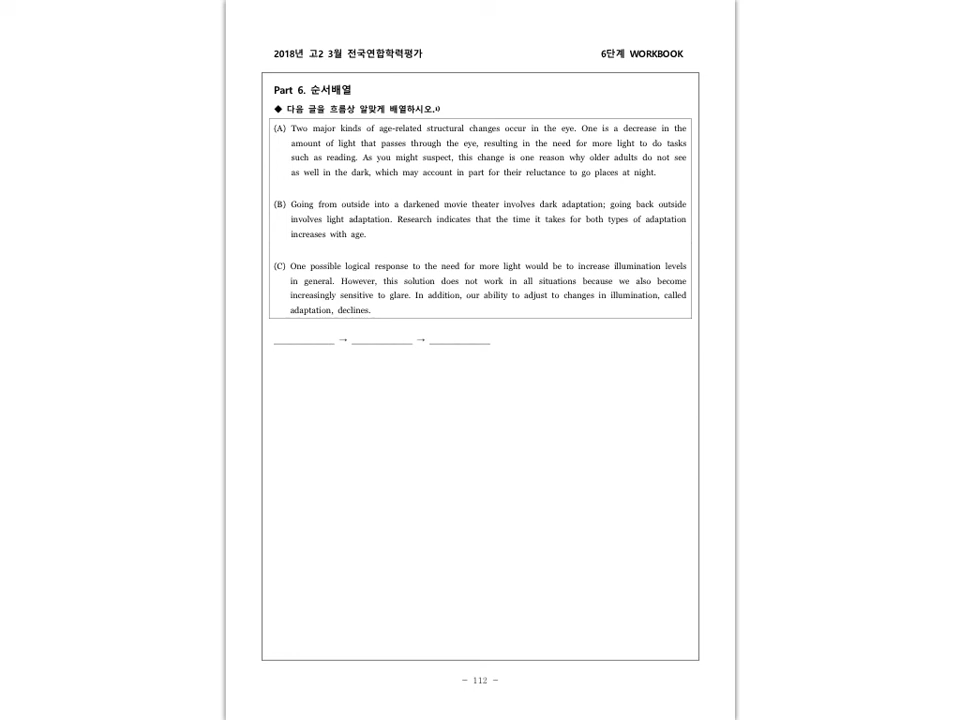 2018년 고2 3월 전국연합학력평가
6단계 WORKBOOK
Part 6. 순서배열
◆ 다음 글을 흐름상 알맞게 배열하시오.1)
(A) Two major kinds of age-related structural changes occur in the eye. One is a decrease in the
amount of light that passes through the eye, resulting in the need for more light to do tasks
such as reading. As you might suspect, this change is one reason why older adults do not see
as well in the dark, which may account in part for their reluctance to go places at night.
(B) Going from outside into a darkened movie theater involves dark adaptation; going back outside
involves light adaptation. Research indicates that the time it takes for both types of adaptation
increases with age.
(C) One possible logical response to the need for more light would be to increase illumination levels
in general. However, this solution does not work in all situations because we also become
increasingly sensitive to glare. In addition, our ability to adjust to changes in illumination, called
adaptation, declines.
____________ → ____________ → ____________
- 112 -